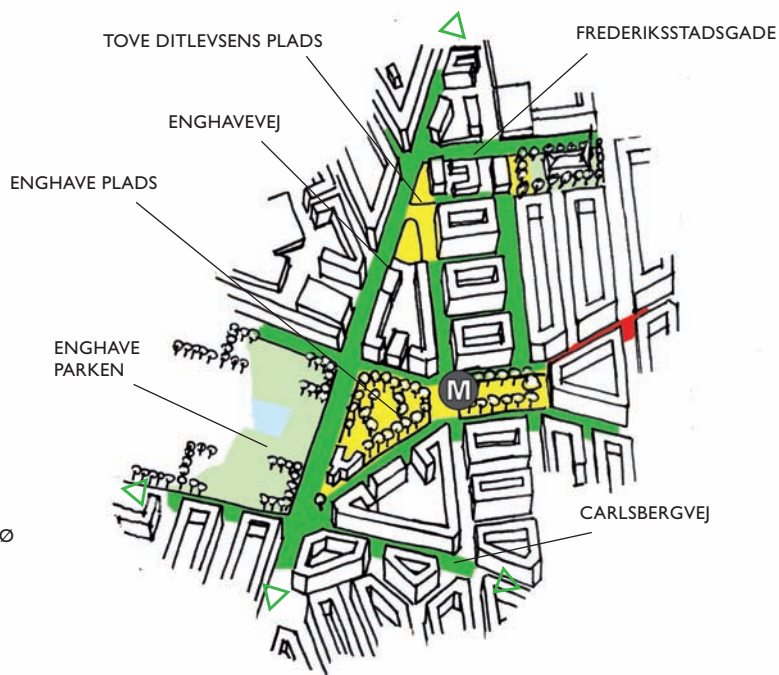 TOVE DITLEVSENS PLADS
FREDERIKSSTADSGADE
ENGHAVEVEJ
ENGHAVE PLADS
ENGHAVE
PARKEN
M
Ø
CARLSBERGVEJ